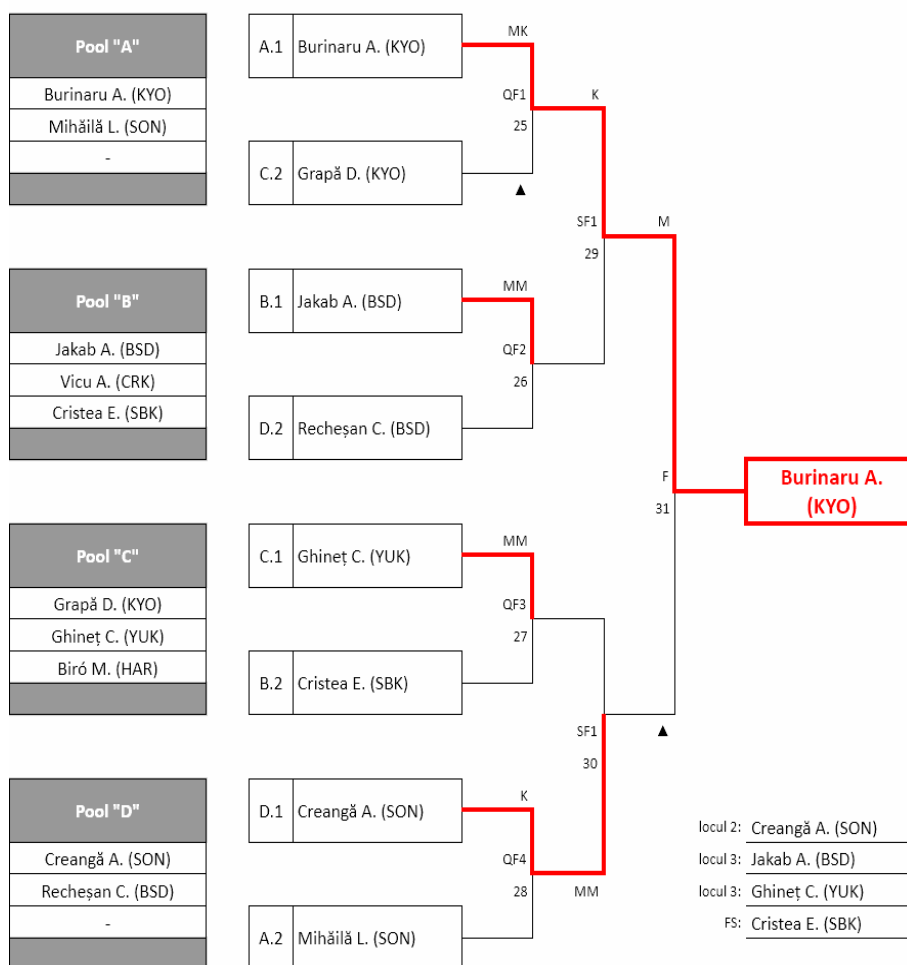 Pool "A"
Burinaru A. (KYO)
Mihăilă L. (SON)
-
Pool "B"
Jakab A. (BSD)
Vicu A. (CRK)
Cristea E. (SBK)
Pool "C"
Grapă D. (KYO)
Ghineț C. (YUK)
Biró M. (HAR)
Pool "D"
Creangă A. (SON)
Recheșan C. (BSD)
-
A.1 Burinaru A. (KYO)
C.2 Grapă D. (KYO)
B.1 Jakab A. (BSD)
D.2 Recheșan C. (BSD)
C.1 Ghineț C. (YUK)
B.2 Cristea E. (SBK)
D.1 Creangă A. (SON)
A.2 Mihăilă L. (SON)
MK
QF1
25
▲
MM
QF2
26
MM
QF3
27
K
QF4
28
K
SF1
29
SF1
30
MM
M
F
31
▲
Burinaru A.
(KYO)
locul 2: Creangă A. (SON)
locul 3: Jakab A. (BSD)
locul 3: Ghineț C. (YUK)
FS: Cristea E. (SBK)